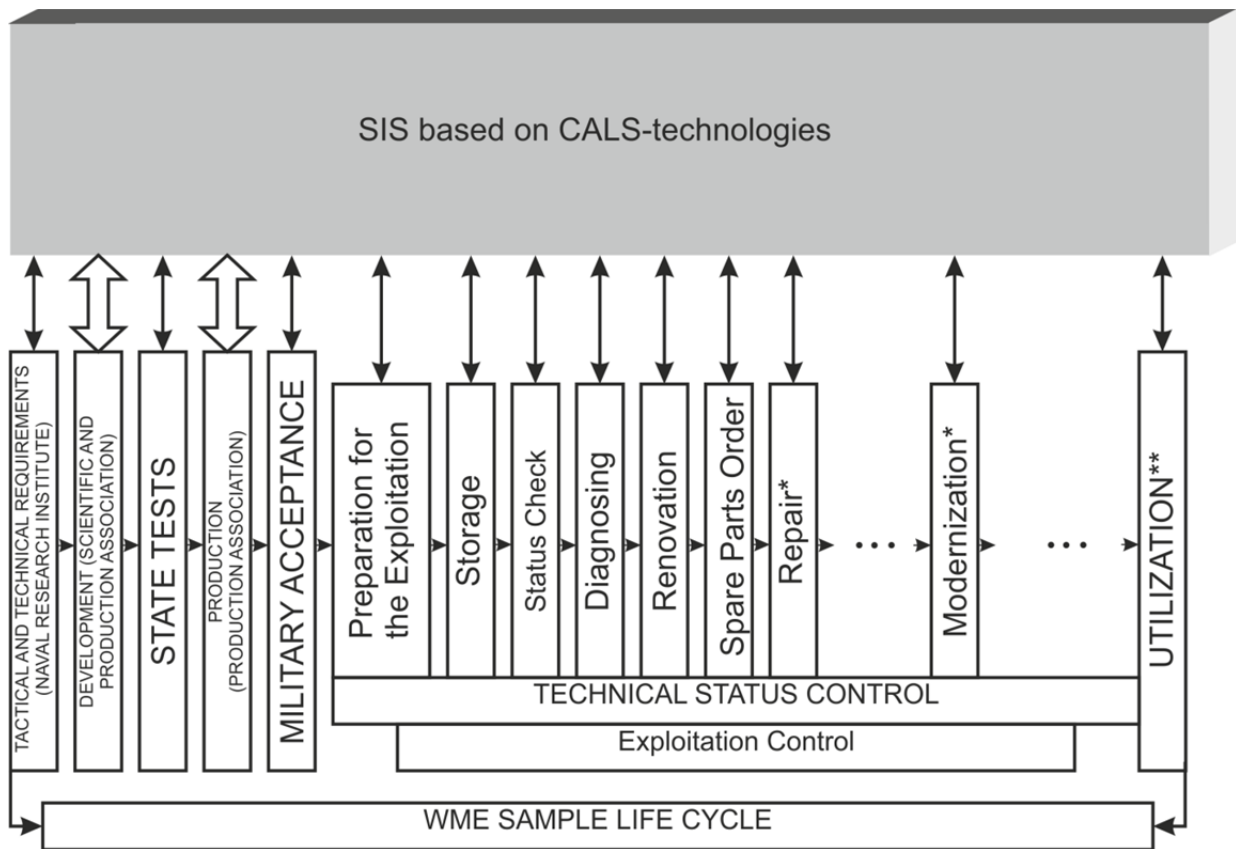 SIS based on CALS-technologies
TACTICAL AND TECHNICAL REQUIREMENTS
(NAVAL RESEARCH INSTITUTE)
DEVELOPMENT (SCIENTIFIC AND
PRODUCTION ASSOCIATION)
STATE TESTS
PRODUCTION
(PRODUCTION ASSOCIATION)
MILITARY ACCEPTANCE
Preparation for
the Exploitation
Storage
Status Check
Diagnosing
Renovation
Spare Parts Order
Repair*
...
Modernization*
...
UTILIZATION**
TECHNICAL STATUS CONTROL
Exploitation Control
WME SAMPLE LIFE CYCLE